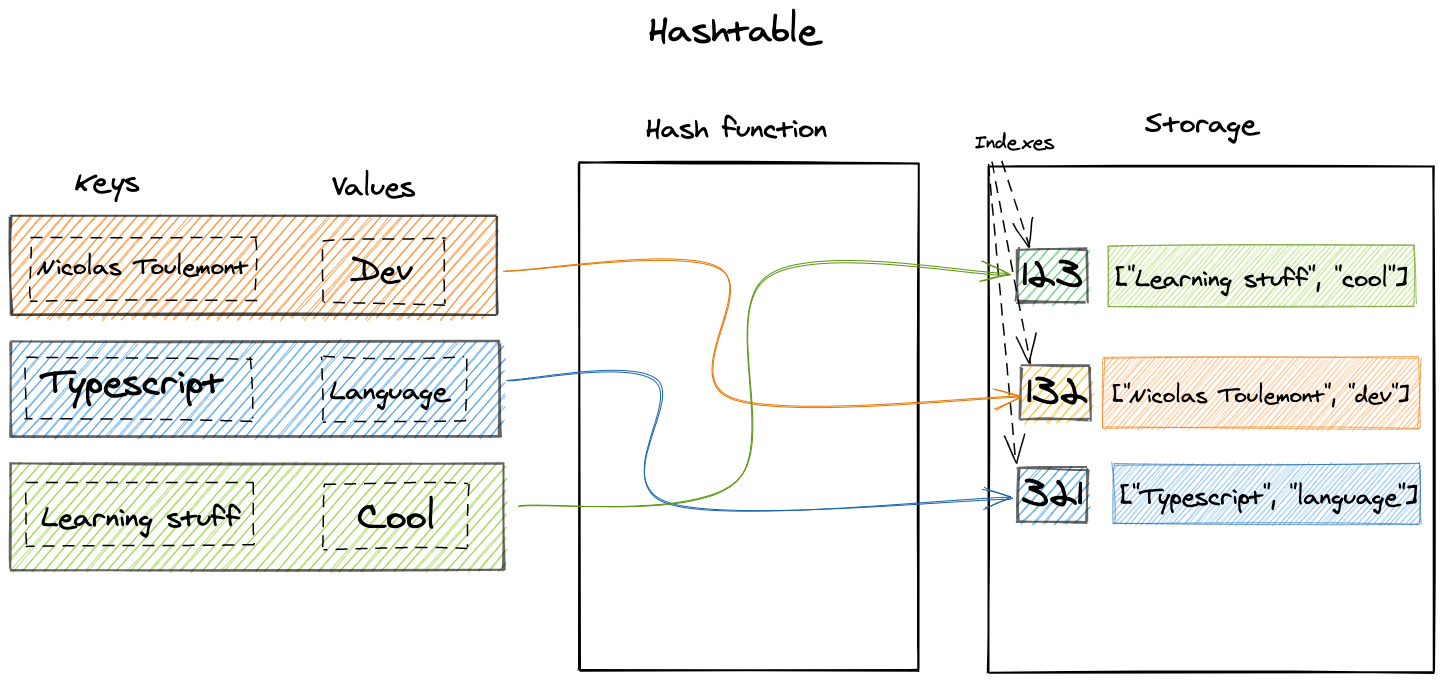 Hashtable
Hash function
Storage
Indexes
Keys
Values
Nicolas Toulemont
Dev
Typescript
Language
Learning stuff
Cool
123
["Learning stuff", "cool"]
132
["Nicolas Toulemont", "dev"]
321
["Typescript", "language"]